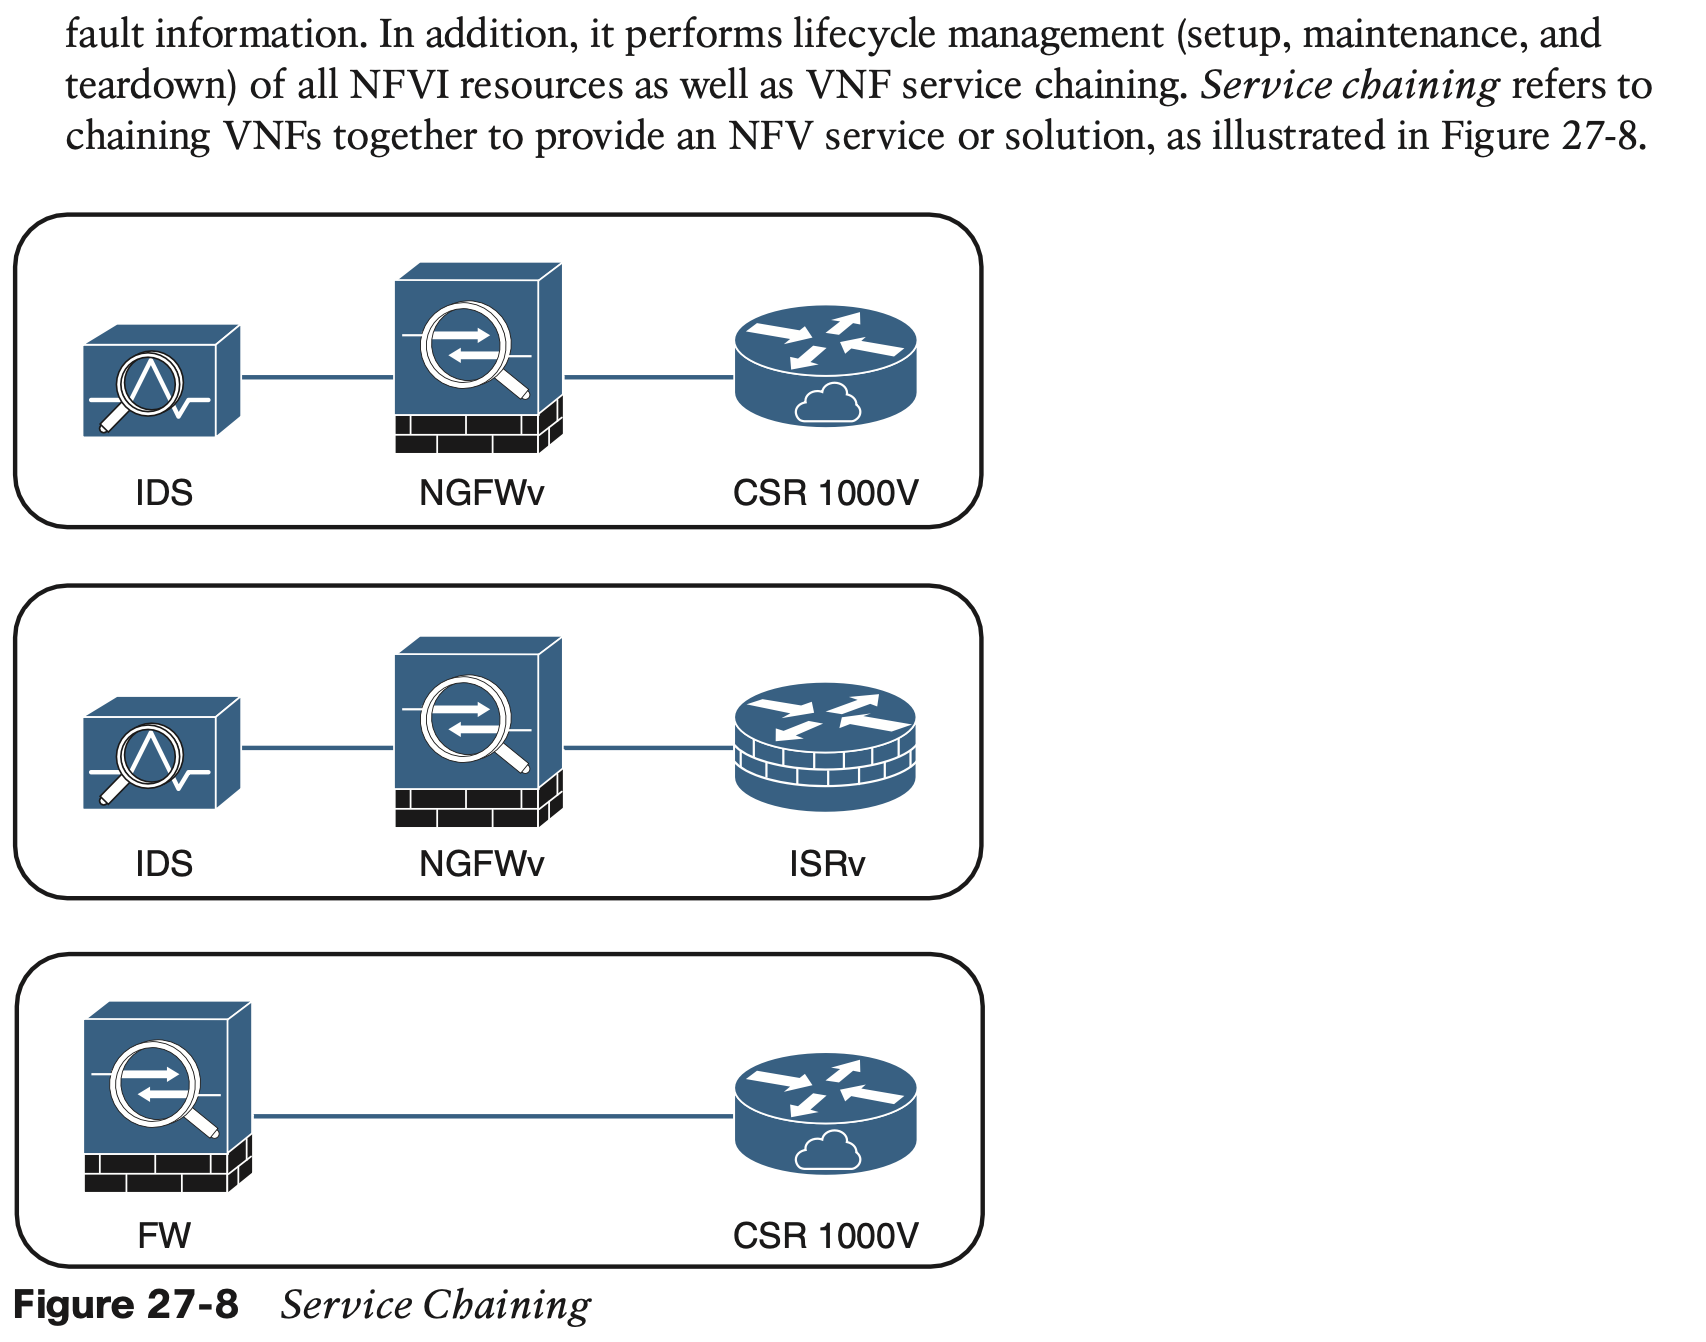 fault information. In addition, it performs lifecycle management (setup, maintenance, and
teardown) of all NFVI resources as well as VNF service chaining. Service chaining refers to
chaining VNFs together to provide an NFV service or solution, as illustrated in Figure 27-8.
IDS NGFWv CSR 1000V
IDS NGFWv ISRv
FW CSR 1000V
Figure 27-8 Service Chaining